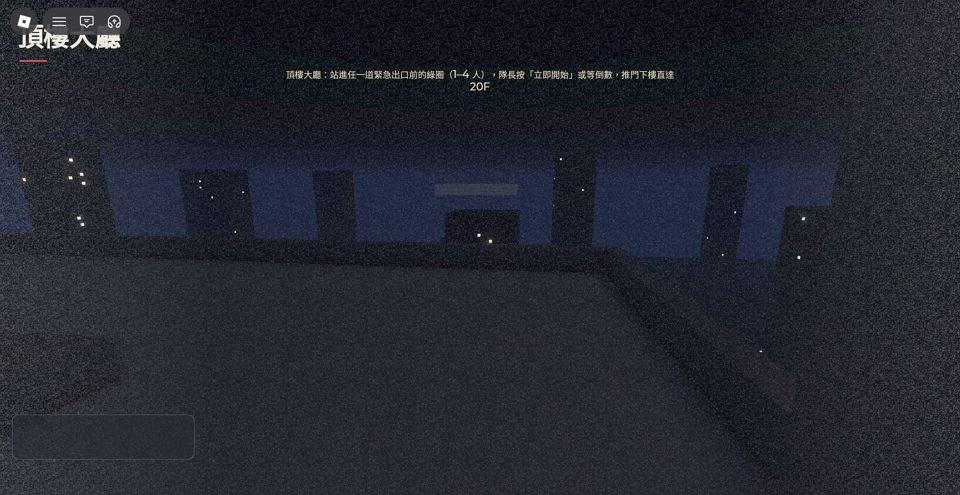 頂樓大廳
頂樓大廳：站進任一道緊急出口前的綠圈（1–4 人），隊長按「立即開始」或等倒數，推門下樓直達
20F